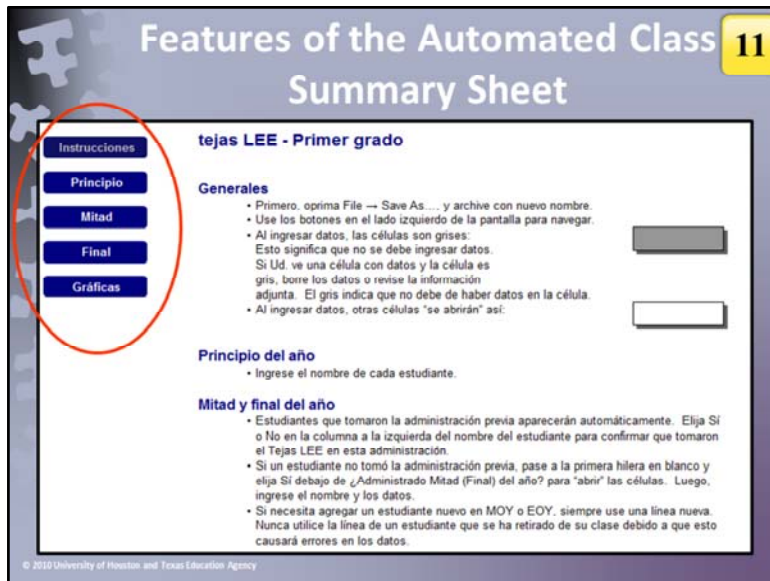 Features of the Automated Class
Summary Sheet
11
Instrucciones
Principio
Mitad
Final
Gráficas
tejas LEE - Primer grado
Generales
• Primero, oprima File → Save As…, y archive con nuevo nombre.
• Use los botones en el lado izquierdo de la pantalla para navegar.
• Al ingresar datos, las células son grises:
Esto significa que no se debe ingresar datos.
Si Ud. ve una célula con datos y la célula es
gris, borre los datos o revise la información
adjunta. El gris indica que no debe de haber datos en la célula.
• Al ingresar datos, otras células "se abrirán" así:
Principio del año
• Ingrese el nombre de cada estudiante.
Mitad y final del año
• Estudiantes que tomaron la administración previa aparecerán automáticamente. Elija Sí
o No en la columna a la izquierda del nombre del estudiante para confirmar que tomaron
el Tejas LEE en esta administración.
• Si un estudiante no tomó la administración previa, pase a la primera hilera en blanco y
elija Sí debajo de ¿Administrado Mitad (Final) del año? para "abrir" las células. Luego,
ingrese el nombre y los datos.
• Si necesita agregar un estudiante nuevo en MOY o EOY, siempre use una línea nueva.
Nunca utilice la línea de un estudiante que se ha retirado de su clase debido a que esto
causará errores en los datos.
© 2010 University of Houston and Texas Education Agency